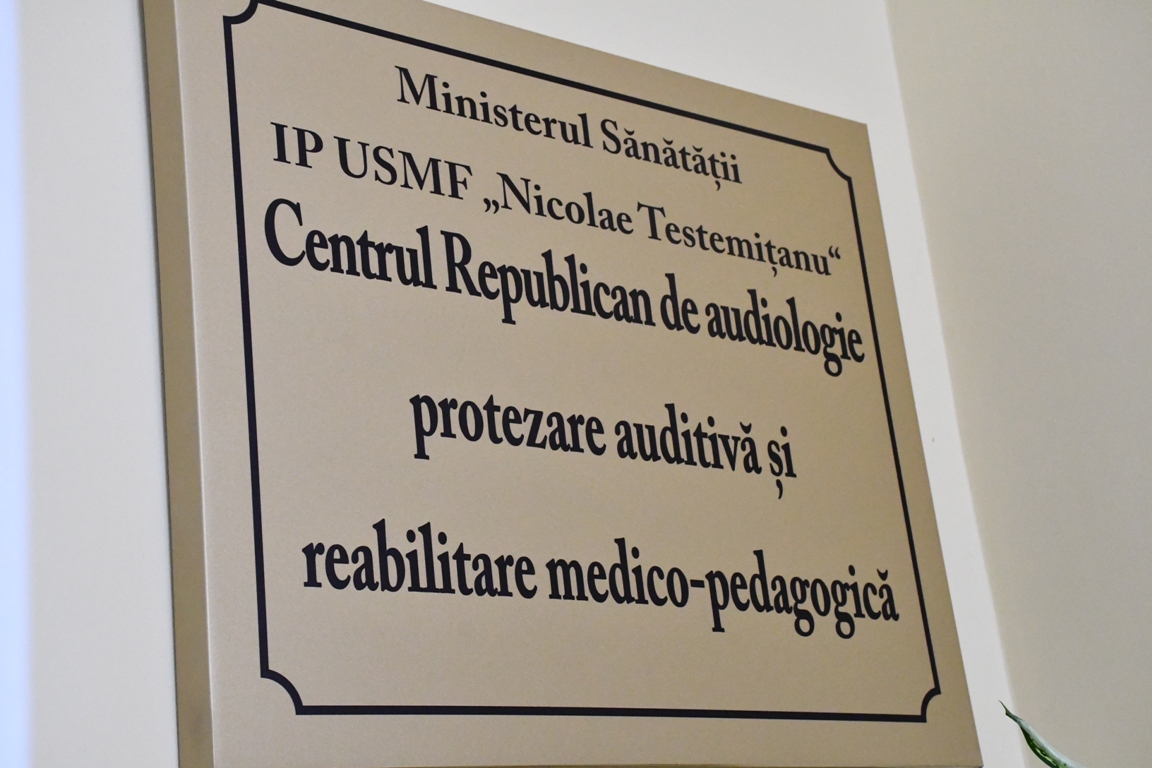 Ministerul Sănătății
IP USMF „Nicolae Testemițanu“
Centrul Republican de audiologie
protezare auditivă și
reabilitare medico-pedagogică